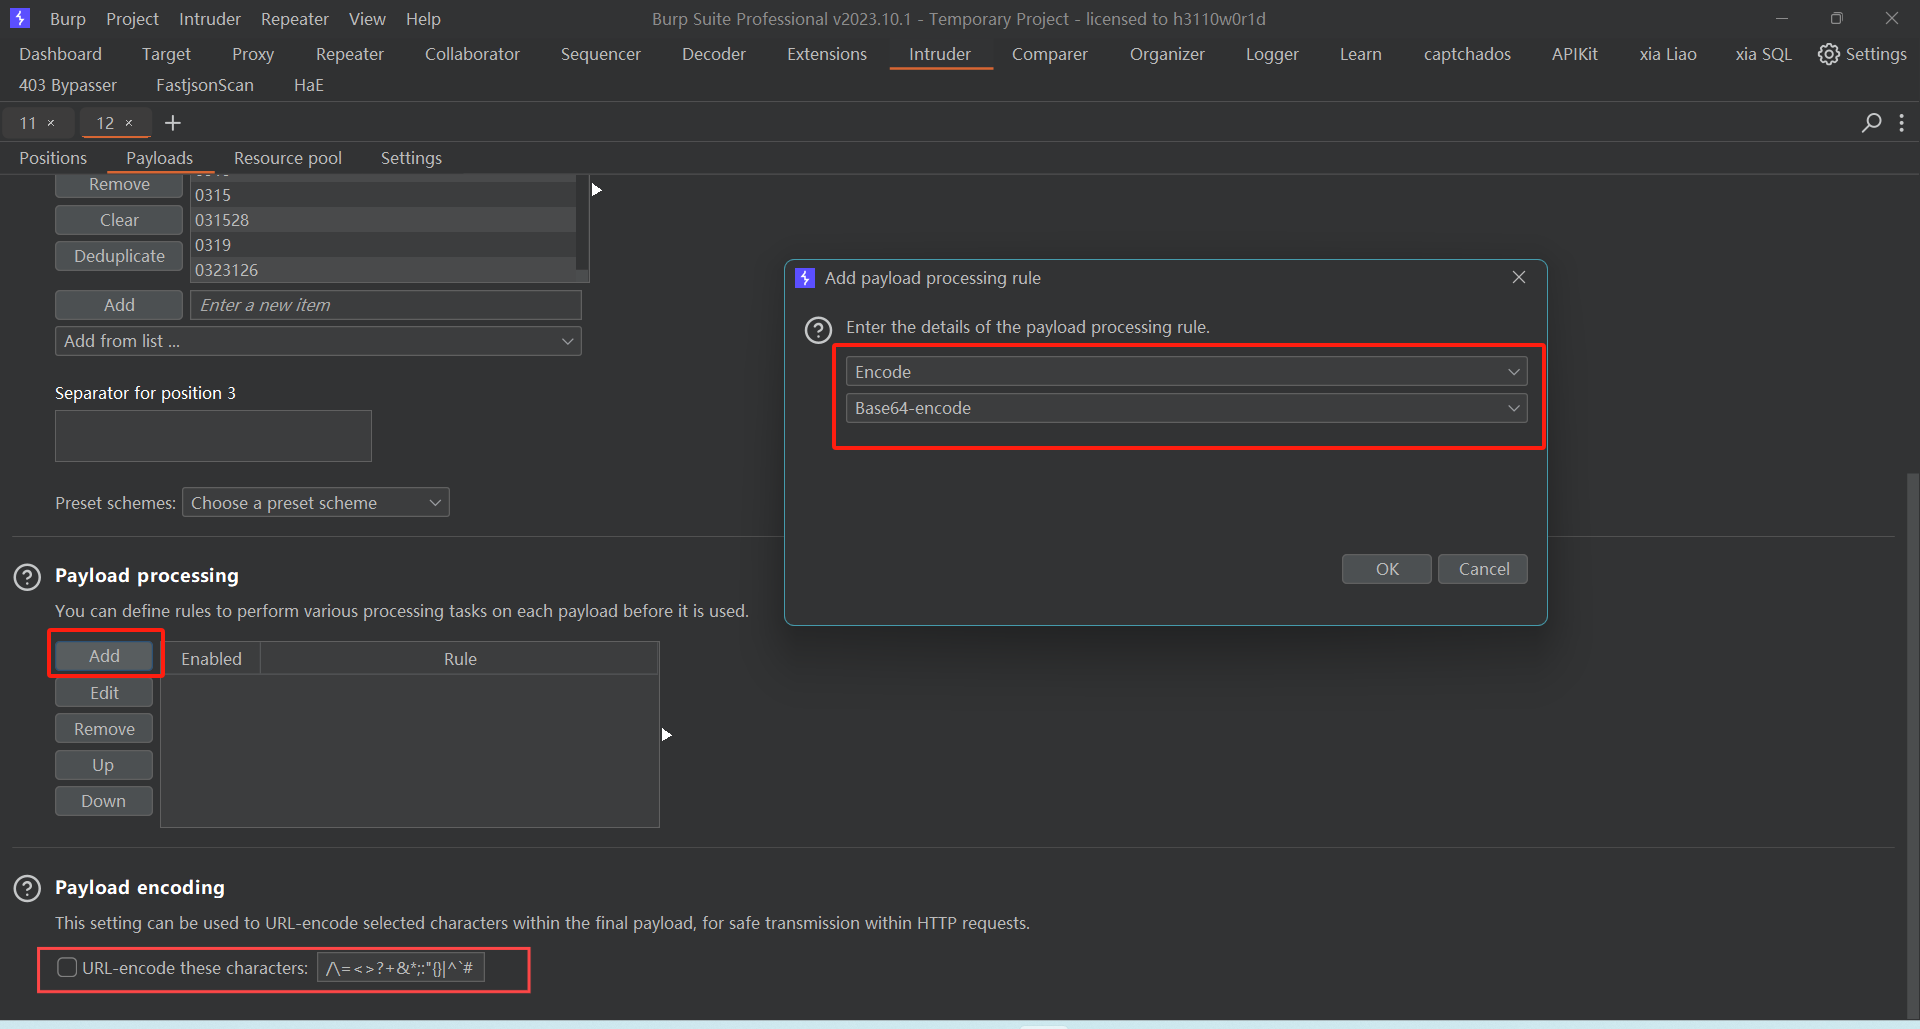 Burp Project Intruder Repeater View Help Burp Suite Professional v2023.10.1 - Temporary Project - licensed to h3110w0r1d
Dashboard Target Proxy Repeater Collaborator Sequencer Decoder Extensions Intruder Comparer Organizer Logger Learn captchados APIKit xia Liao xia SQL Settings
403 Bypasser FastjsonScan HaE
11 × 12 × +
Positions Payloads Resource pool Settings
Remove
0315
Clear
031528
Deduplicate
0319
0323126
Add Enter a new item
Add from list ...
Separator for position 3
Preset schemes: Choose a preset scheme
Add payload processing rule
Enter the details of the payload processing rule.
Encode
Base64-encode
OK Cancel
Payload processing
You can define rules to perform various processing tasks on each payload before it is used.
Add Enabled Rule
Edit
Remove
Up
Down
Payload encoding
This setting can be used to URL-encode selected characters within the final payload, for safe transmission within HTTP requests.
URL-encode these characters: /\=<>?+&*;:"{}|^`#